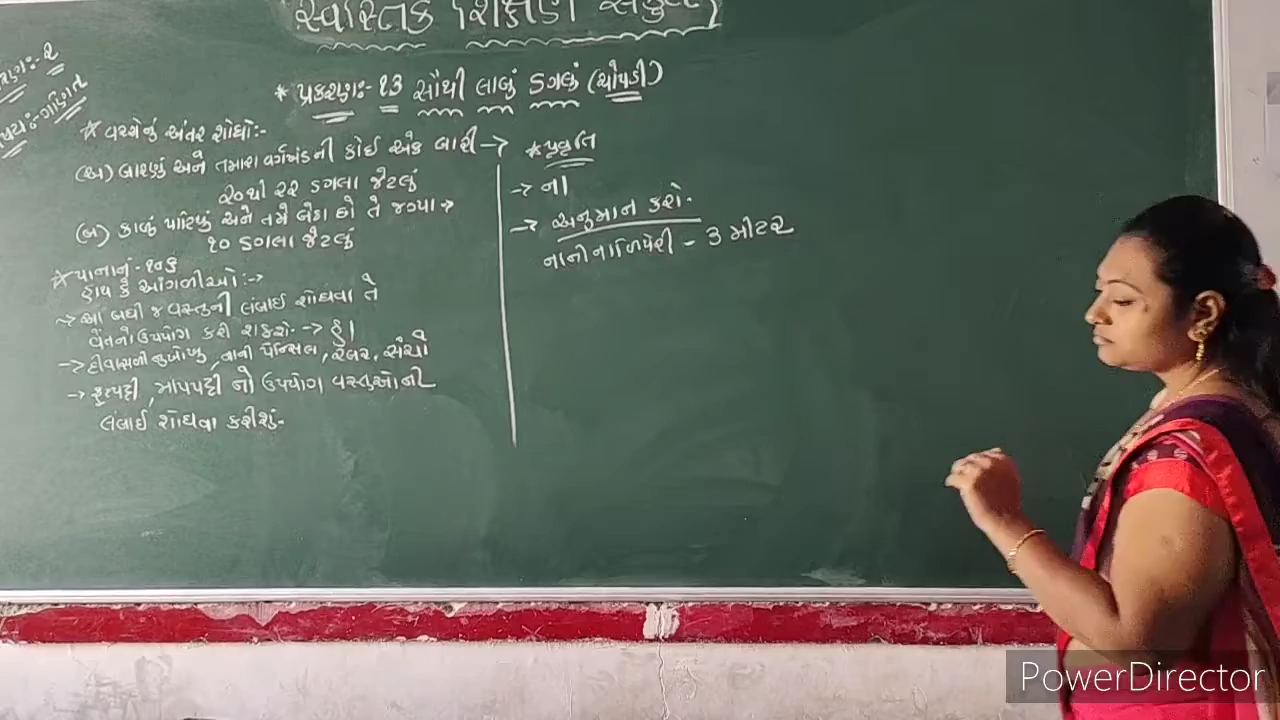 સ્વસ્તિક શિક્ષણ સંકુલ
ધોરણ:- ૨
વિષય:- ગણિત
* પ્રકરણ:- ૧૩ સૌથી લાબું ડગલું (ચોપડી)
☆ વચ્ચેનું અંતર શોધો:-
(અ) બારણું અને તમારા વર્ગખંડની કોઈ એક બારી →
૨૦થી ૨૨ ડગલા જેટલું
(બ) કાળું પાટિયું અને તમે બેઠા છો તે જગ્યા →
૧૦ ડગલા જેટલું
☆ પાનાનું - ૧૦૬
હાથ કે આંગળીઓ :→
→ આ બધી જ વસ્તુની લંબાઈ શોધવા તે
વેંતનો ઉપયોગ કરી શકશે. → હા
→ દીવાસળીનું ખોખુ, નાની પેન્સિલ, રબર, સંચો
→ ફુટપટ્ટી, માપપટ્ટી નો ઉપયોગ વસ્તુઓની
લંબાઈ શોધવા કરીશું.
* પ્રવૃતિ
→ ના
→ અનુમાન કરો.
નાની નાળિયેરી - ૩ મીટર
PowerDirector